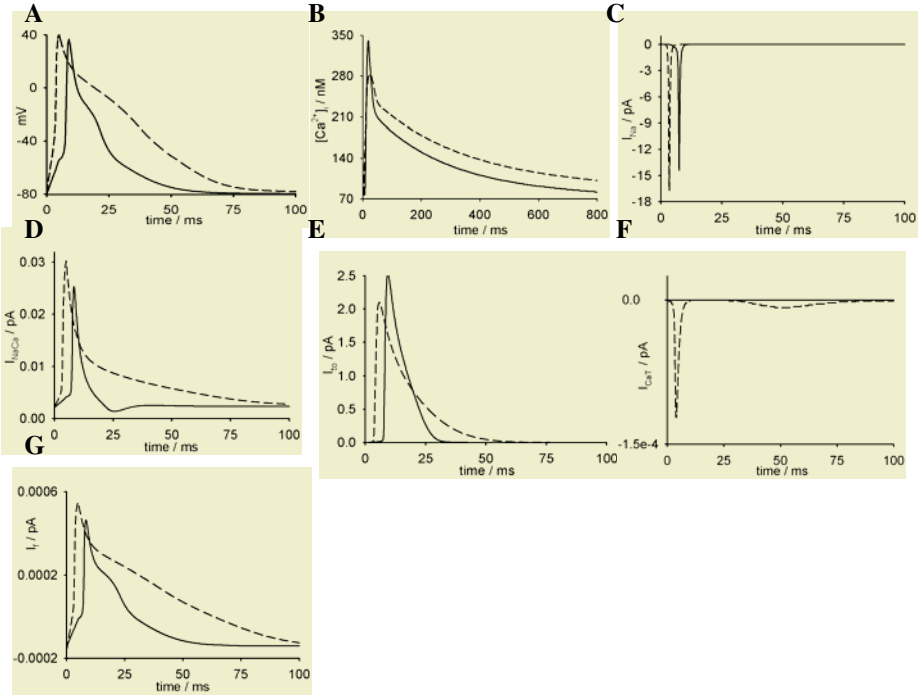 A
B
C
40
0
-40
-80
mV
0
25
50
75
100
time / ms
350
280
210
140
70
[Ca²⁺]ᵢ / nM
0
200
400
600
800
time / ms
0
-3
-6
-9
-12
-15
-18
I_Na / pA
0
25
50
75
100
time / ms
D
E
F
0.03
0.02
0.01
0.00
I_NaCa / pA
0
25
50
75
100
time / ms
2.5
2.0
1.5
1.0
0.5
0.0
I_to / pA
0
25
50
75
100
time / ms
0.0
-1.5e-4
I_CaT / pA
0
25
50
75
100
time / ms
G
0.0006
0.0002
-0.0002
I_f / pA
0
25
50
75
100
time / ms